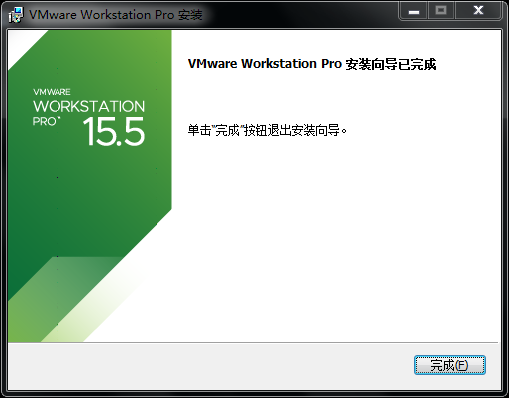 VMware Workstation Pro 安装
VMware Workstation Pro 安装向导已完成
VMWARE
WORKSTATION
PRO™
15.5
单击"完成"按钮退出安装向导。
完成(F)